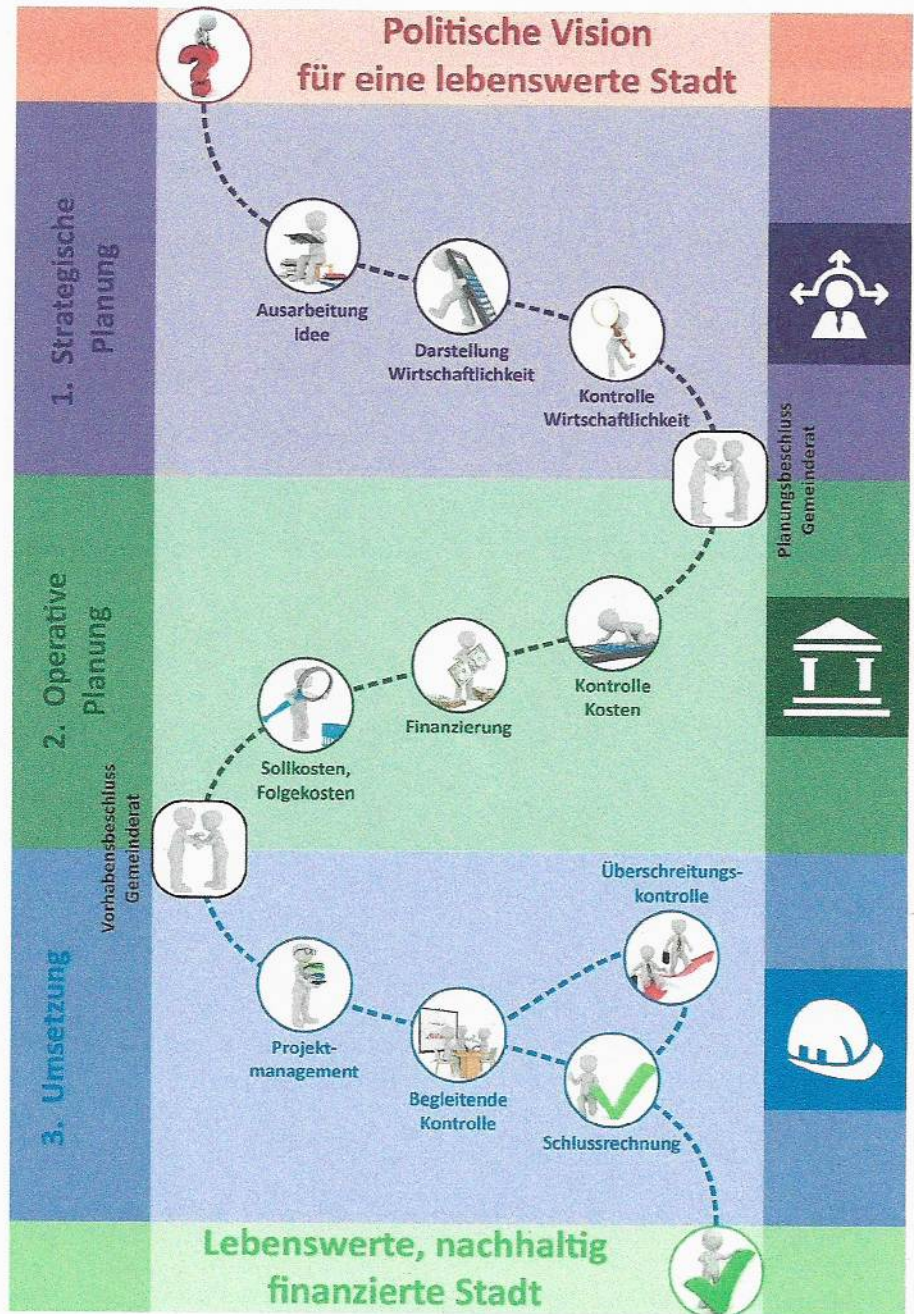 Politische Vision
für eine lebenswerte Stadt
1. Strategische
Planung
Ausarbeitung
Idee
Darstellung
Wirtschaftlichkeit
Kontrolle
Wirtschaftlichkeit
Planungsbeschluss
Gemeinderat
2. Operative
Planung
Kontrolle
Kosten
Finanzierung
Sollkosten,
Folgekosten
Vorhabensbeschluss
Gemeinderat
3. Umsetzung
Überschreitungs-
kontrolle
Projekt-
management
Begleitende
Kontrolle
Schlussrechnung
Lebenswerte, nachhaltig
finanzierte Stadt